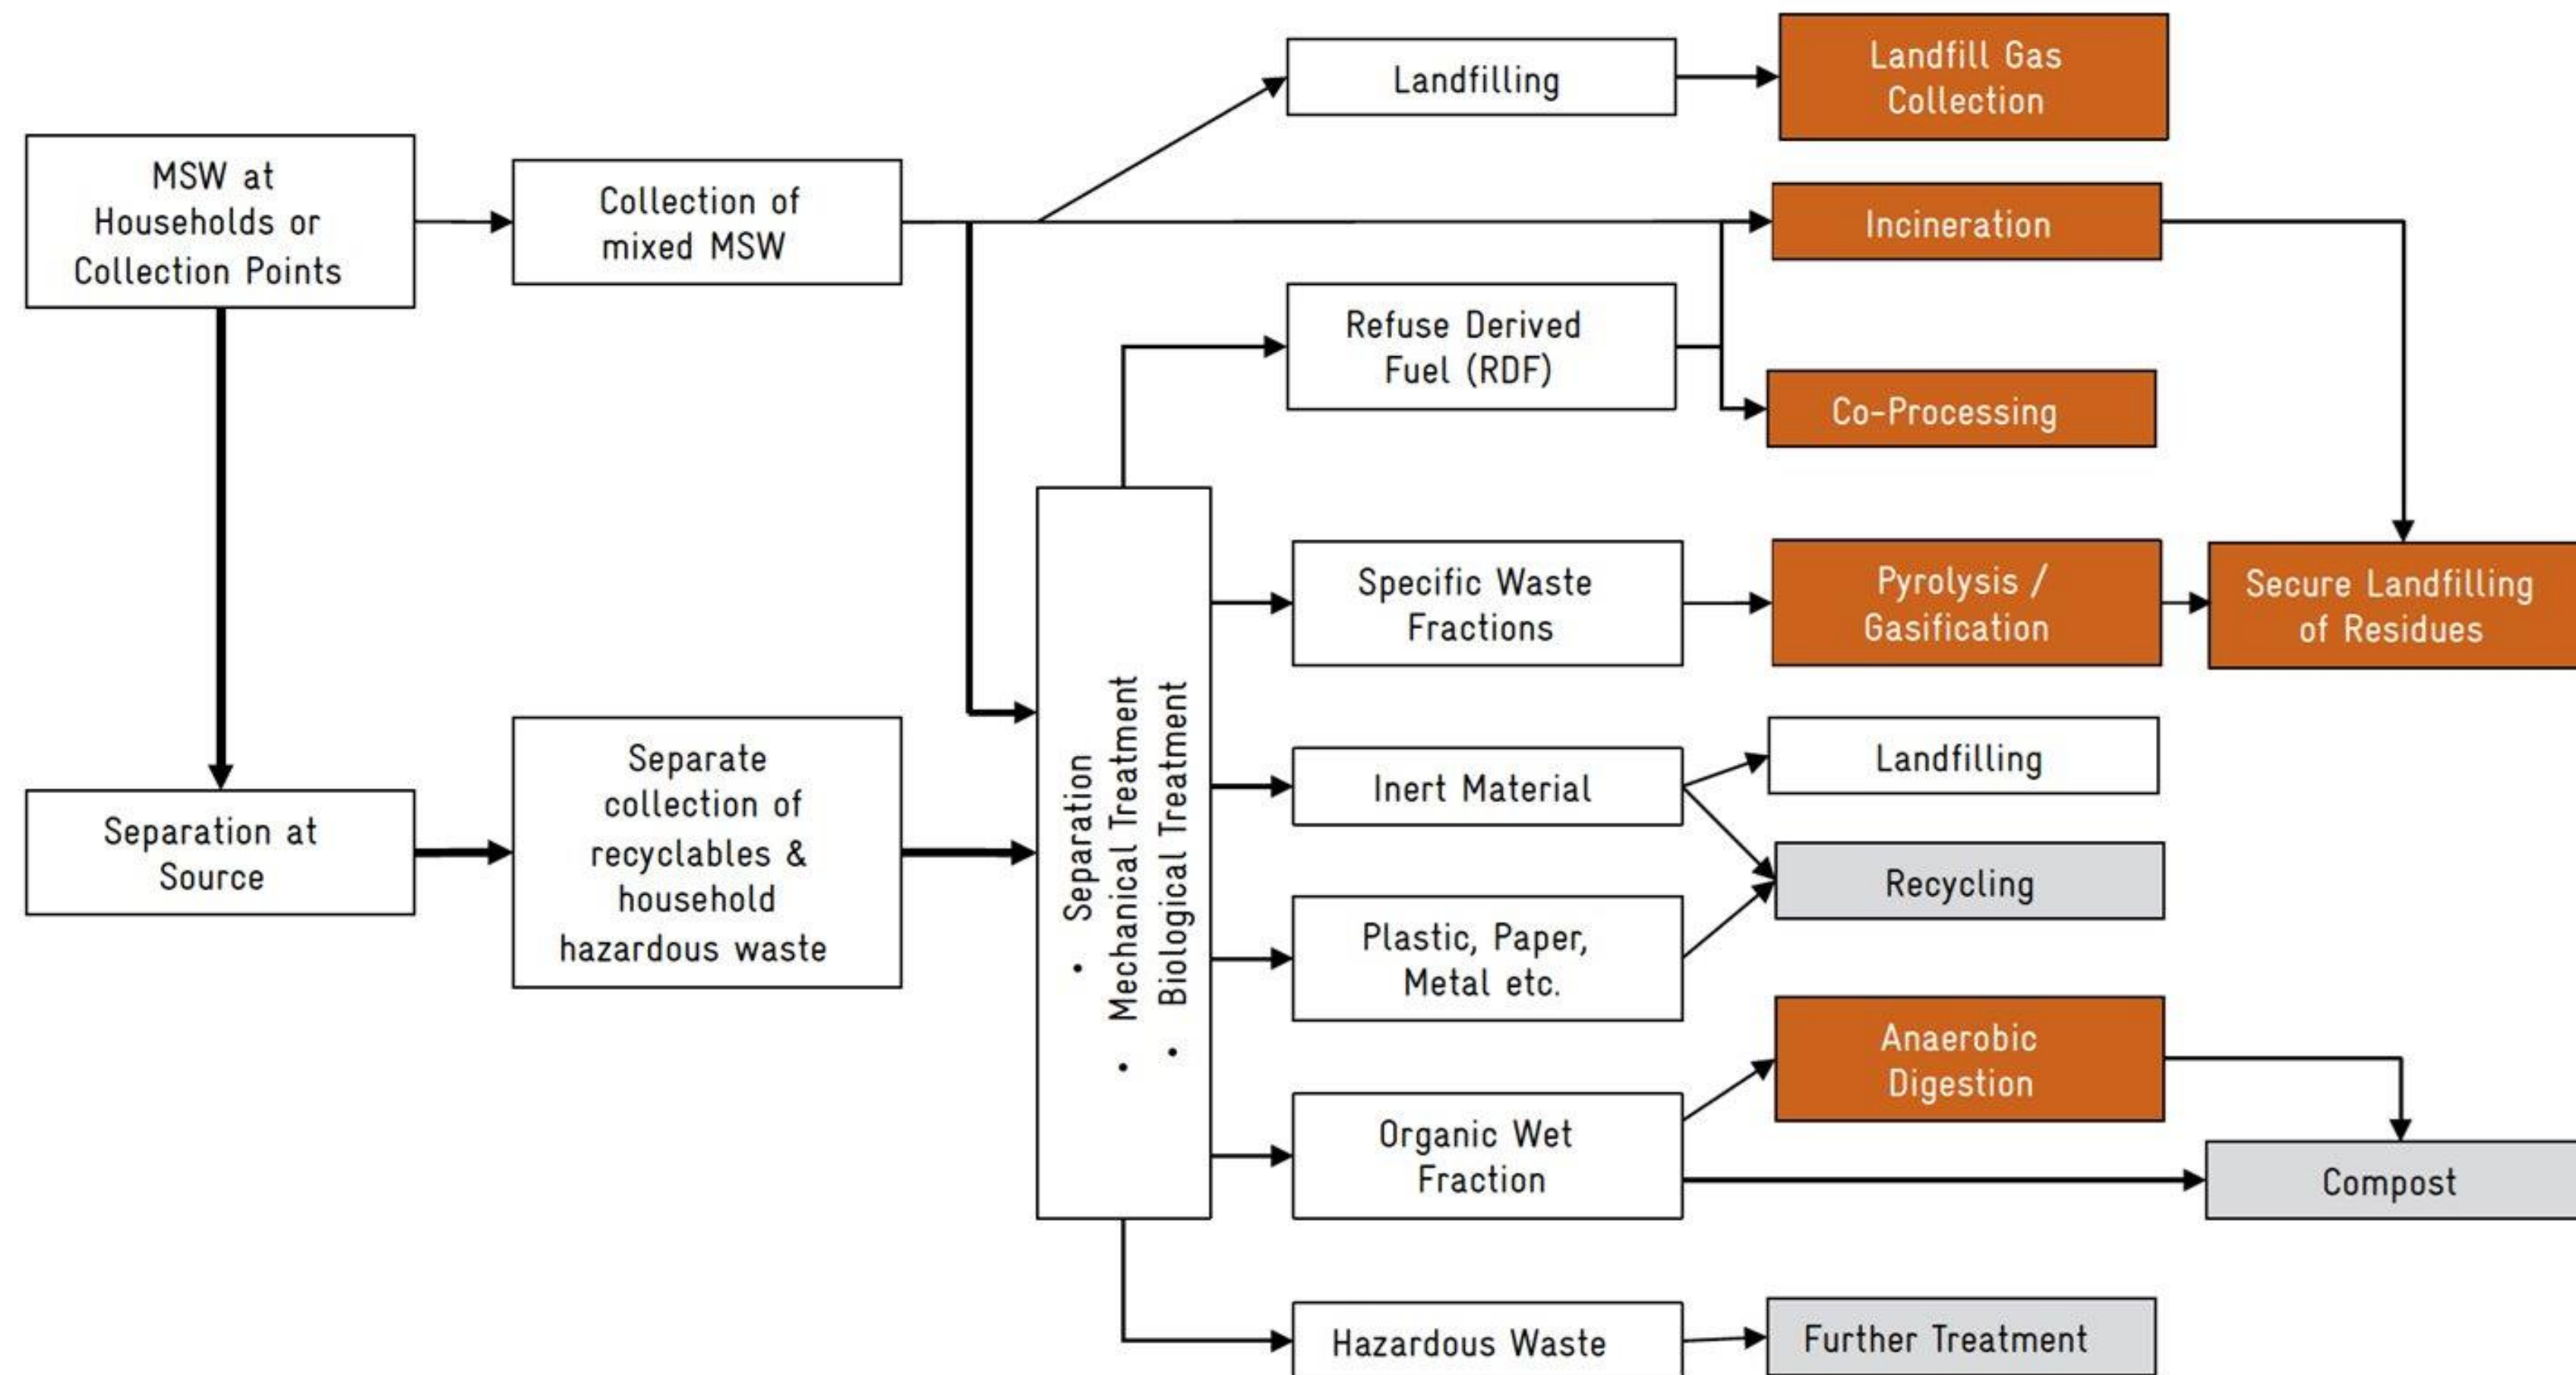 MSW at
Households or
Collection Points
Collection of
mixed MSW
Landfilling
Landfill Gas
Collection
Incineration
Refuse Derived
Fuel (RDF)
Co-Processing
Separation at
Source
Separate
collection of
recyclables &
household
hazardous waste
• Separation
• Mechanical Treatment
• Biological Treatment
Specific Waste
Fractions
Pyrolysis /
Gasification
Secure Landfilling
of Residues
Inert Material
Landfilling
Recycling
Plastic, Paper,
Metal etc.
Organic Wet
Fraction
Anaerobic
Digestion
Compost
Hazardous Waste
Further Treatment